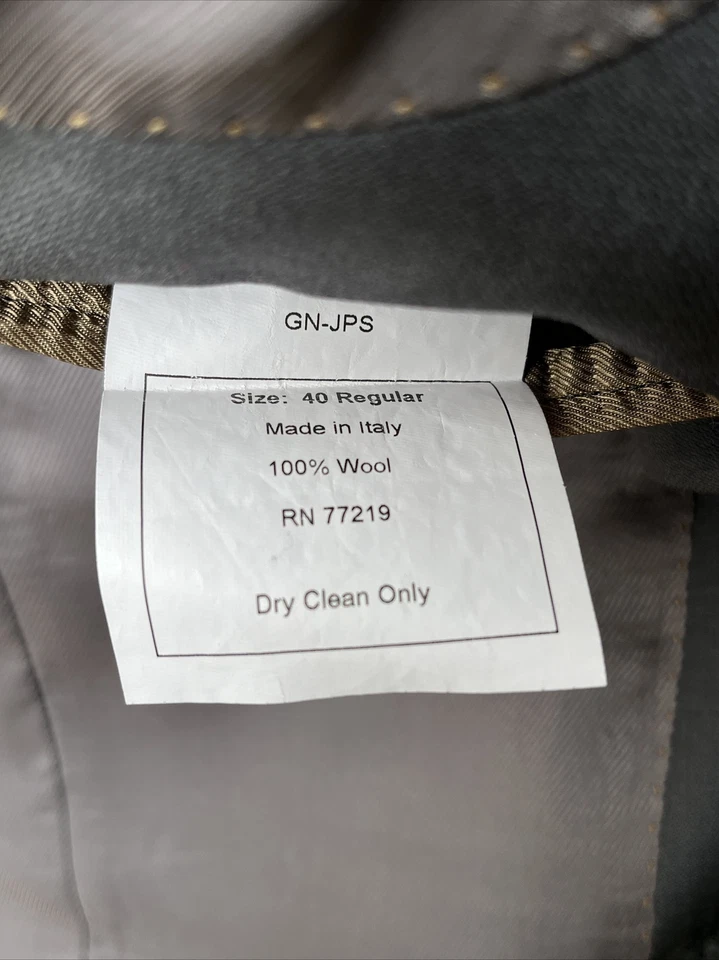 GN-JPS
Size: 40 Regular
Made in Italy
100% Wool
RN 77219
Dry Clean Only